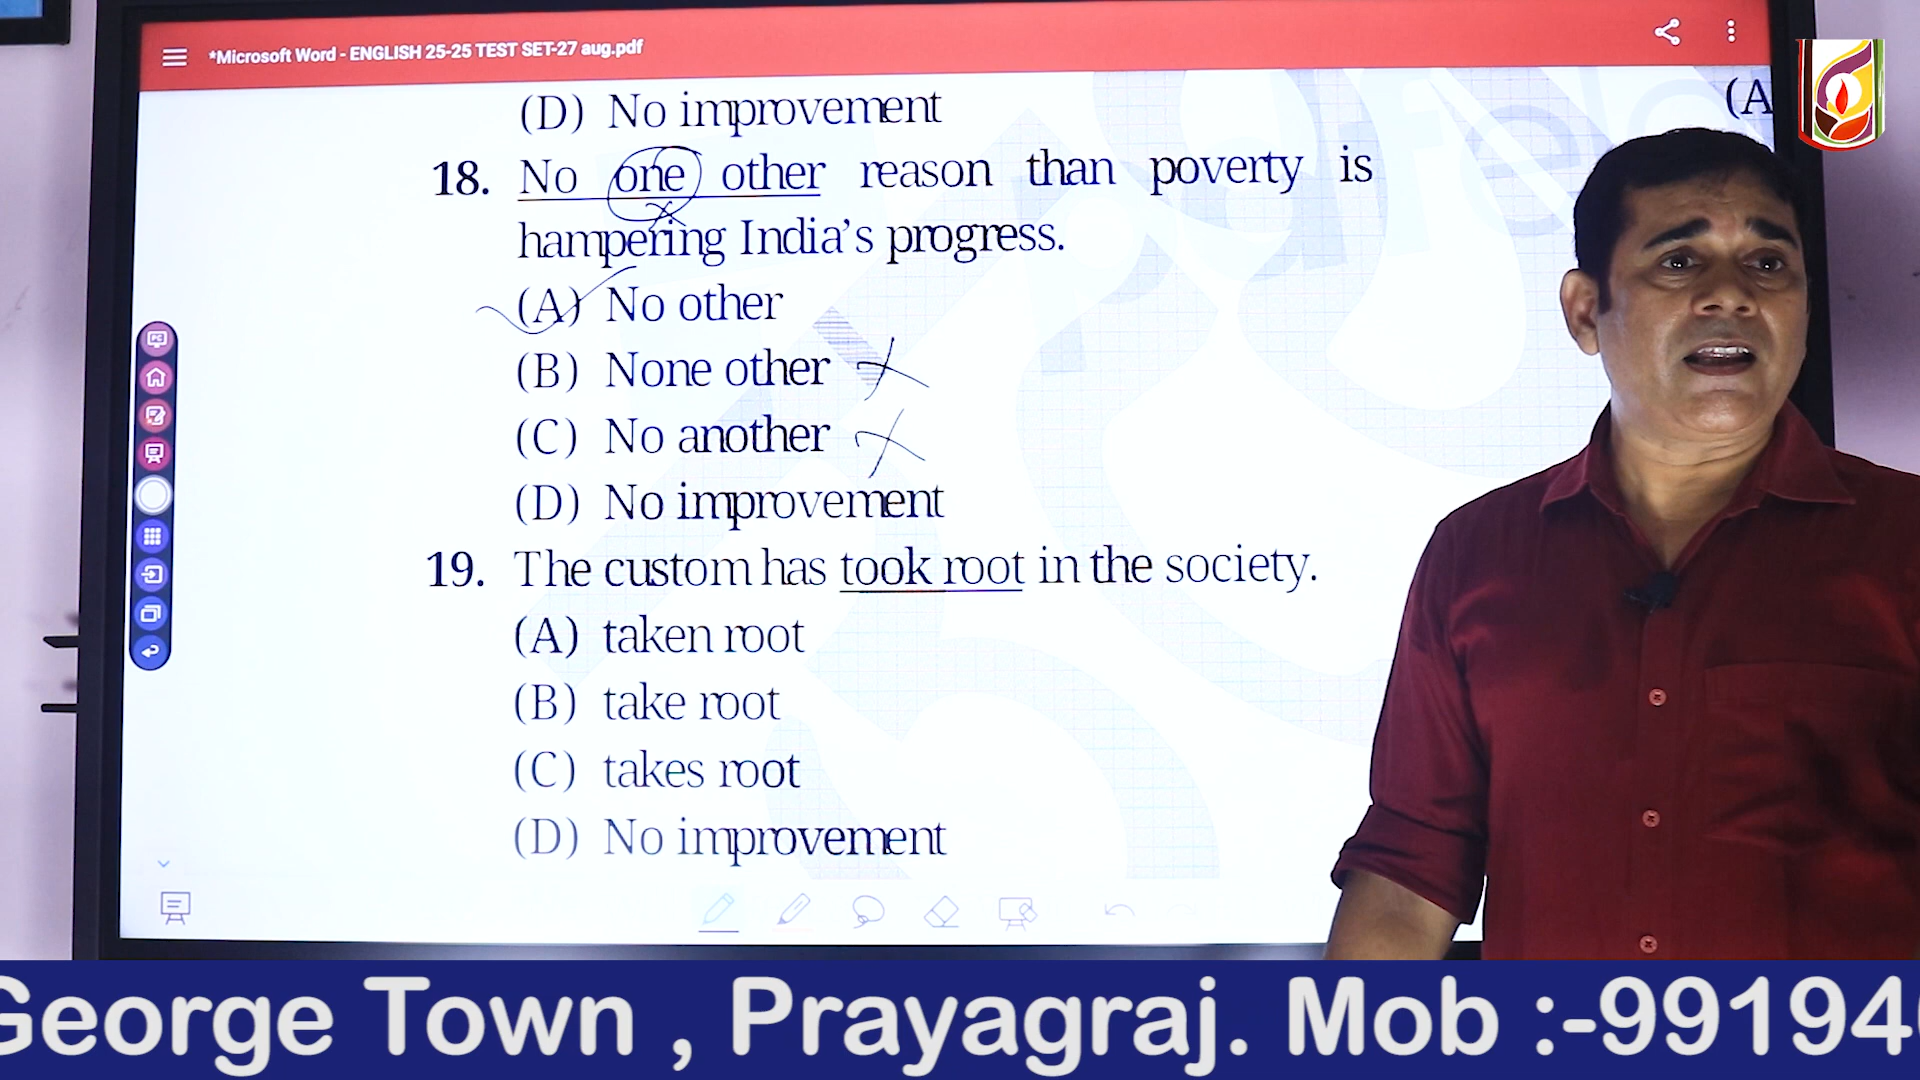 *Microsoft Word - ENGLISH 25-25 TEST SET-27 aug.pdf
(D) No improvement
(A
18. No one other reason than poverty is
hampering India's progress.
(A) No other
(B) None other
(C) No another
(D) No improvement
19. The custom has took root in the society.
(A) taken root
(B) take root
(C) takes root
(D) No improvement
George Town , Prayagraj. Mob :-99194